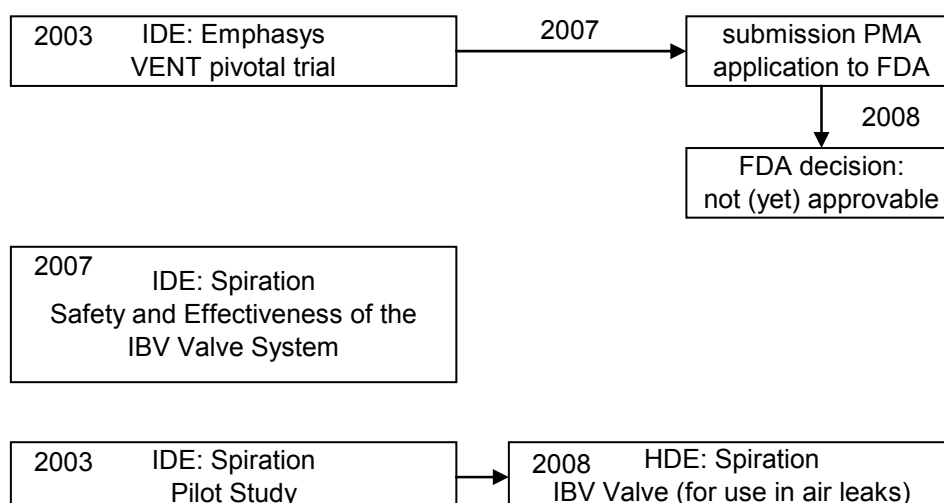 2003 IDE: Emphasys
VENT pivotal trial
2007
submission PMA
application to FDA
2008
FDA decision:
not (yet) approvable
2007
IDE: Spiration
Safety and Effectiveness of the
IBV Valve System
2003 IDE: Spiration
Pilot Study
2008 HDE: Spiration
IBV Valve (for use in air leaks)